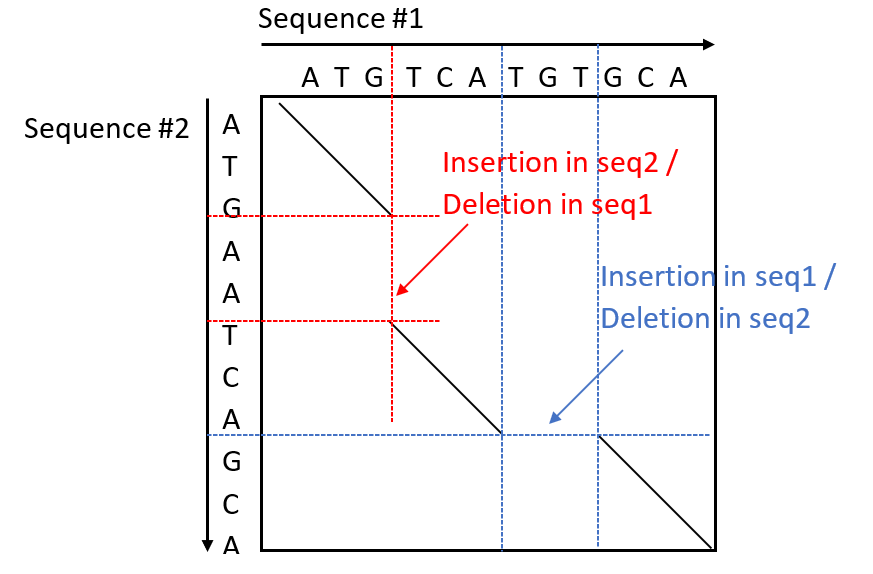 Sequence #1
A T G T C A T G T G C A
Sequence #2
A
T
G
A
A
T
C
A
G
C
A
Insertion in seq2 /
Deletion in seq1
Insertion in seq1 /
Deletion in seq2